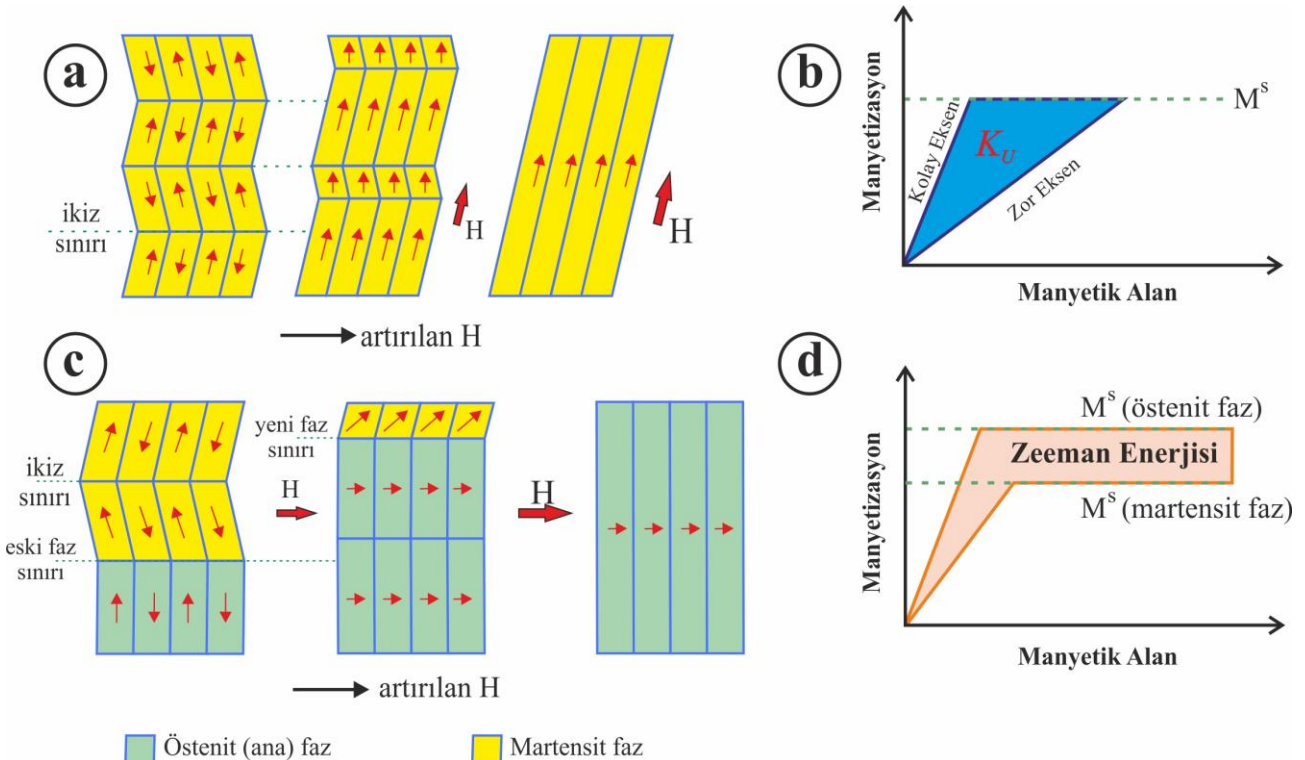 a
ikiz
sınırı
H
H
artırılan H
b
Manyetizasyon
Kolay Eksen
K_U
Zor Eksen
M^s
Manyetik Alan
c
ikiz
sınırı
eski faz
sınırı
yeni faz
sınırı
H
H
artırılan H
d
Manyetizasyon
M^s (östenit faz)
Zeeman Enerjisi
M^s (martensit faz)
Manyetik Alan
Östenit (ana) faz
Martensit faz